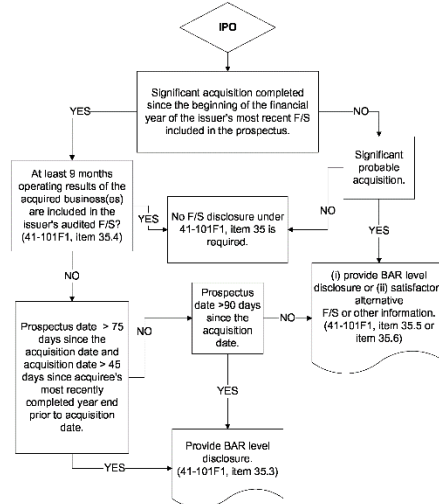 IPO
Significant acquisition completed
since the beginning of the financial
year of the issuer's most recent F/S
included in the prospectus.
YES
NO
At least 9 months
operating results of the
acquired business(es)
are included in the
issuer's audited F/S?
(41-101F1, item 35.4)
Significant
probable
acquisition.
YES
NO
No F/S disclosure under
41-101F1, item 35 is
required.
YES
NO
Prospectus date > 75
days since the
acquisition date and
acquisition date > 45
days since acquiree's
most recently
completed year end
prior to acquisition
date.
NO
Prospectus
date >90 days
since the
acquisition
date.
NO
(i) provide BAR level
disclosure or (ii) satisfactor
alternative
F/S or other information.
(41-101F1, item 35.5 or
item 35.6)
YES
YES
Provide BAR level
disclosure.
(41-101F1, item 35.3)